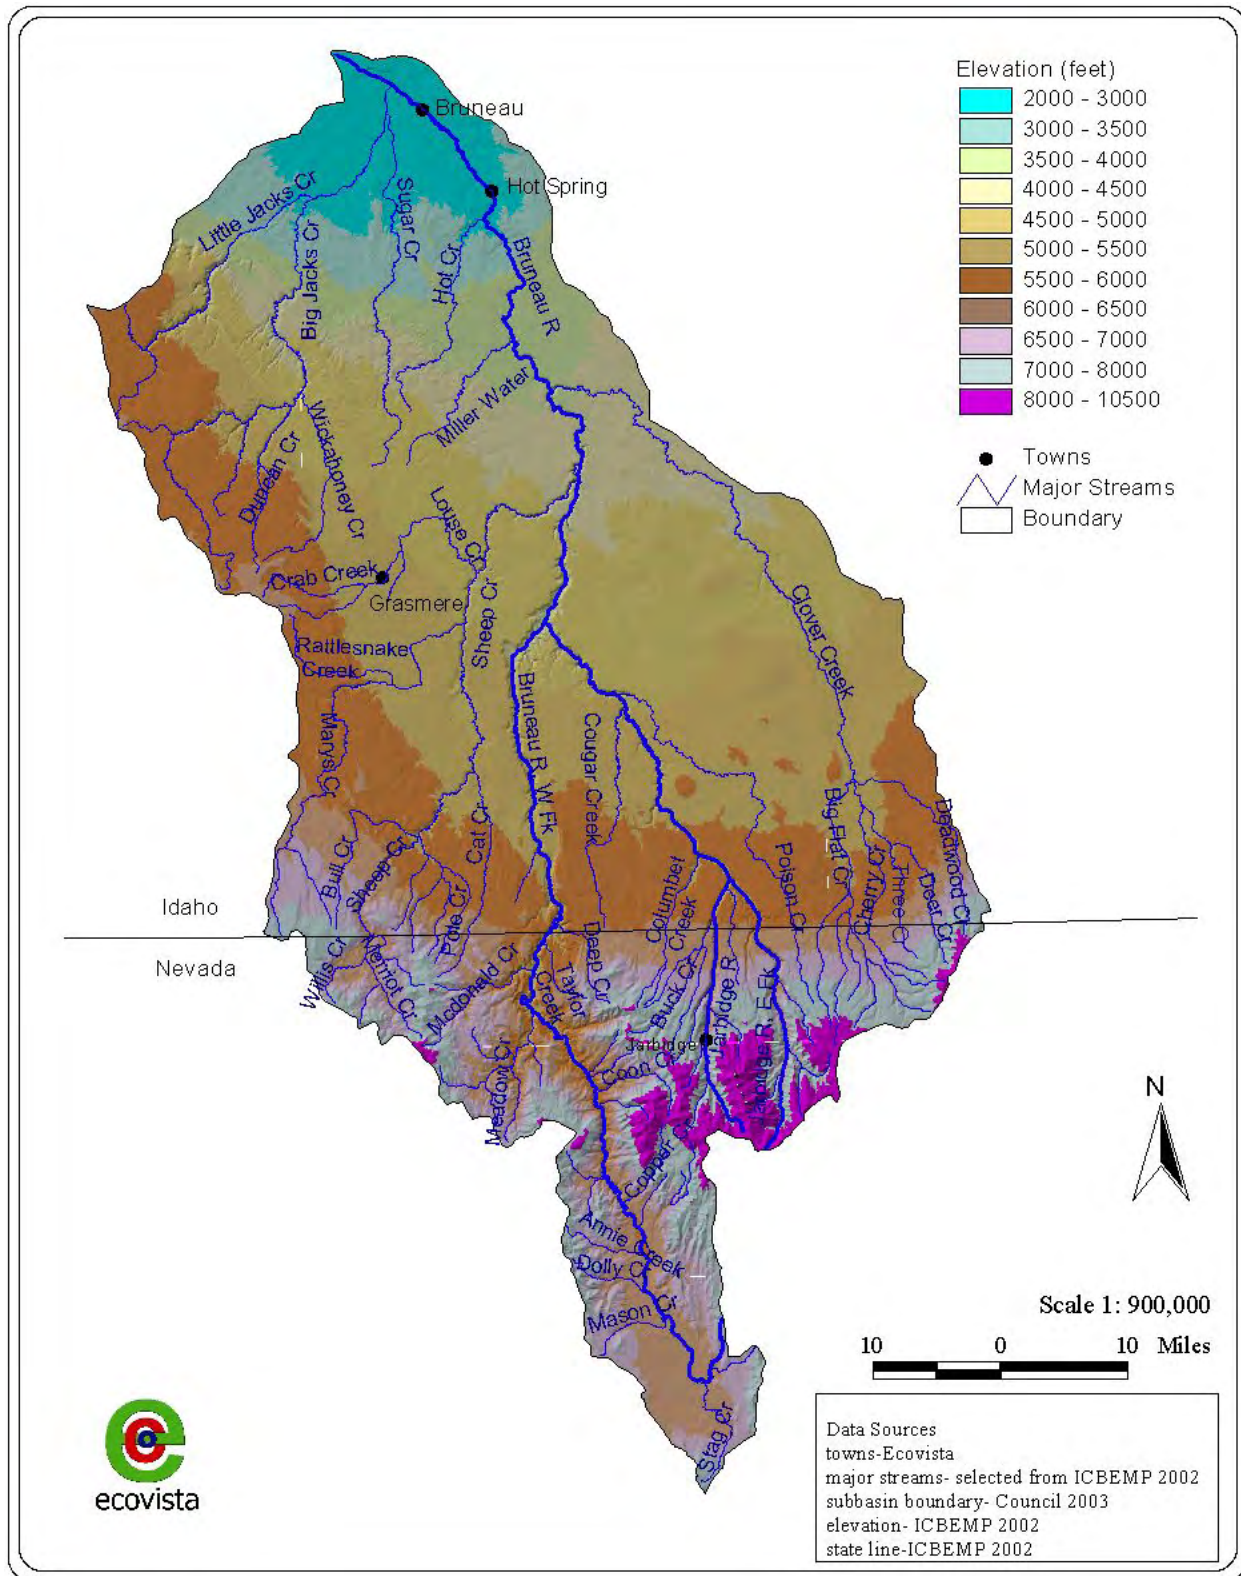 Elevation (feet)
2000 - 3000
3000 - 3500
3500 - 4000
4000 - 4500
4500 - 5000
5000 - 5500
5500 - 6000
6000 - 6500
6500 - 7000
7000 - 8000
8000 - 10500
Towns
Major Streams
Boundary
Bruneau
Hot Spring
Little Jacks Cr
Big Jacks Cr
Sugar Cr
Hot Cr
Bruneau R
Miller Water
Duncan Cr
Wickahoney Cr
Louse Cr
Crab Creek
Grasmere
Sheep Cr
Clover Creek
Rattlesnake
Creek
Marys Cr
Bruneau R, W Fk
Cougar Creek
Bull Cr
Sheep Cr
Cat Cr
Pole Cr
Columbet
Creek
Poison Cr
Big Flat Cr
Cherry Cr
Three Cr
Deer Cr
Deadwood Cr
Idaho
Nevada
Willis Cr
Merriot Cr
Mcdonald Cr
Taylor
Creek
Deep Cr
Buck Cr
Jarbidge R
Jarbidge R, E Fk
Jarbidge
Meadow Cr
Coon Cr
Copper Cr
Annie Creek
Dolly Cr
Mason Cr
Stag Cr
N
Scale 1: 900,000
10 0 10 Miles
Data Sources
towns-Ecovista
major streams- selected from ICBEMP 2002
subbasin boundary- Council 2003
elevation- ICBEMP 2002
state line-ICBEMP 2002
ecovista